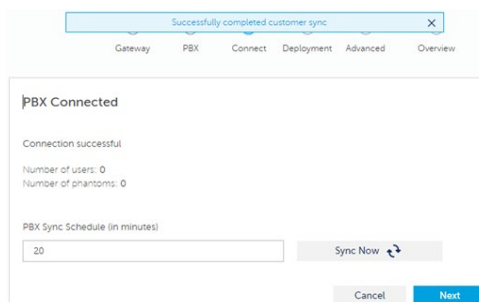 Successfully completed customer sync
Gateway PBX Connect Deployment Advanced Overview
PBX Connected
Connection successful
Number of users: 0
Number of phantoms: 0
PBX Sync Schedule (in minutes)
20 Sync Now
Cancel Next